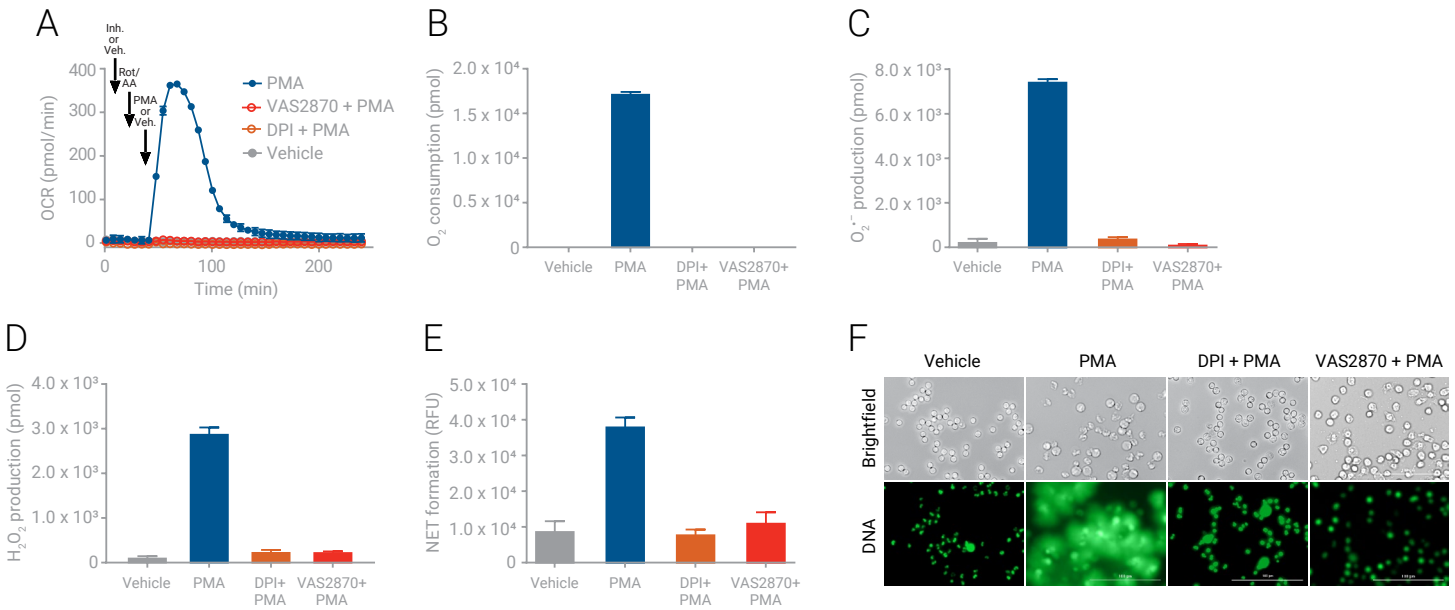 A
Inh.
or
Veh.
Rot/
AA
PMA
or
Veh.
400
300
200
100
0
OCR (pmol/min)
0
100
200
Time (min)
PMA
VAS2870 + PMA
DPI + PMA
Vehicle
B
2.0 x 10⁴
1.5 x 10⁴
1.0 x 10⁴
0.5 x 10⁴
0
O₂ consumption (pmol)
Vehicle
PMA
DPI+
PMA
VAS2870+
PMA
C
8.0 x 10³
6.0 x 10³
4.0 x 10³
2.0 x 10³
0
O₂•⁻ production (pmol)
Vehicle
PMA
DPI+
PMA
VAS2870+
PMA
D
4.0 x 10³
3.0 x 10³
2.0 x 10³
1.0 x 10³
0
H₂O₂ production (pmol)
Vehicle
PMA
DPI+
PMA
VAS2870+
PMA
E
5.0 x 10⁴
4.0 x 10⁴
3.0 x 10⁴
2.0 x 10⁴
1.0 x 10⁴
0
NET formation (RFU)
Vehicle
PMA
DPI+
PMA
VAS2870+
PMA
F
Vehicle
PMA
DPI + PMA
VAS2870 + PMA
Brightfield
DNA